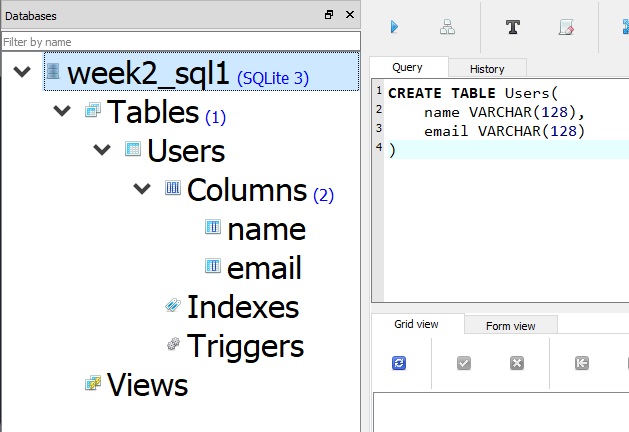 Databases
Filter by name
week2_sql1 (SQLite 3)
Tables (1)
Users
Columns (2)
name
email
Indexes
Triggers
Views
Query History
1 CREATE TABLE Users(
2 name VARCHAR(128),
3 email VARCHAR(128)
4 )
Grid view Form view